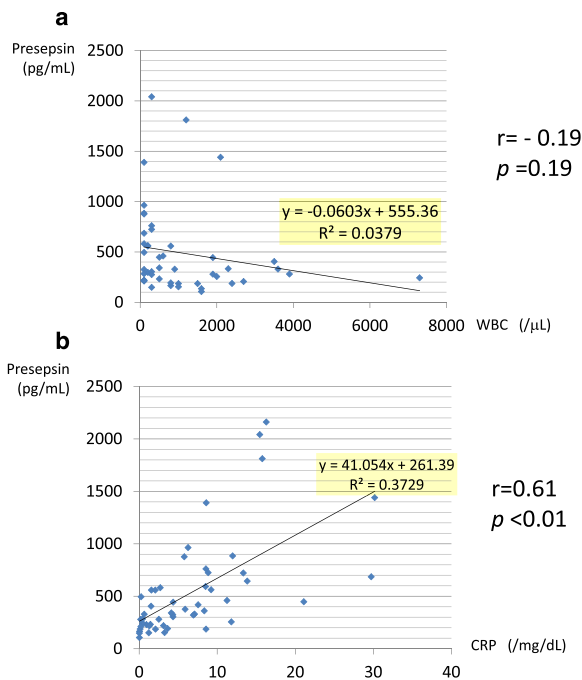 a
Presepsin
(pg/mL)
2500
2000
1500
1000
500
0
y = -0.0603x + 555.36
R² = 0.0379
r= - 0.19
p =0.19
0 2000 4000 6000 8000 WBC (/μL)
b
Presepsin
(pg/mL)
2500
2000
1500
1000
500
0
y = 41.054x + 261.39
R² = 0.3729
r=0.61
p <0.01
0 10 20 30 40 CRP (/mg/dL)